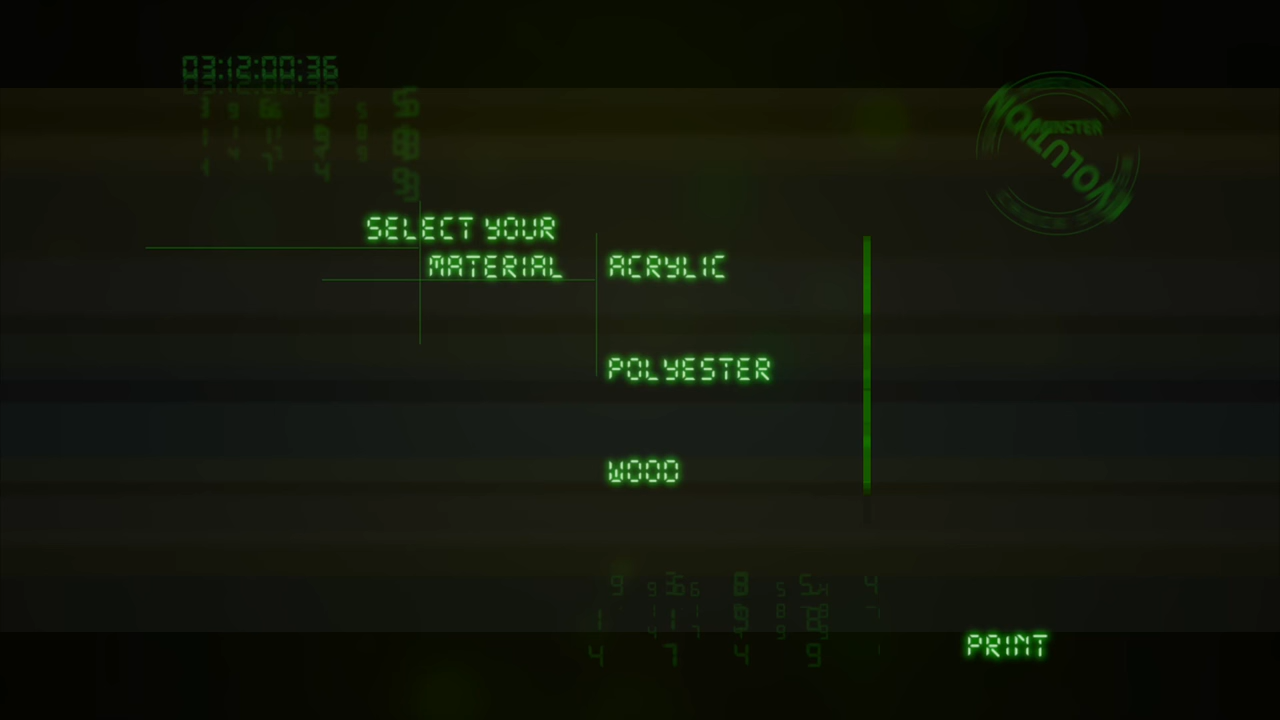 03:12:00:36
SELECT YOUR
MATERIAL
ACRYLIC
POLYESTER
WOOD
PRINT